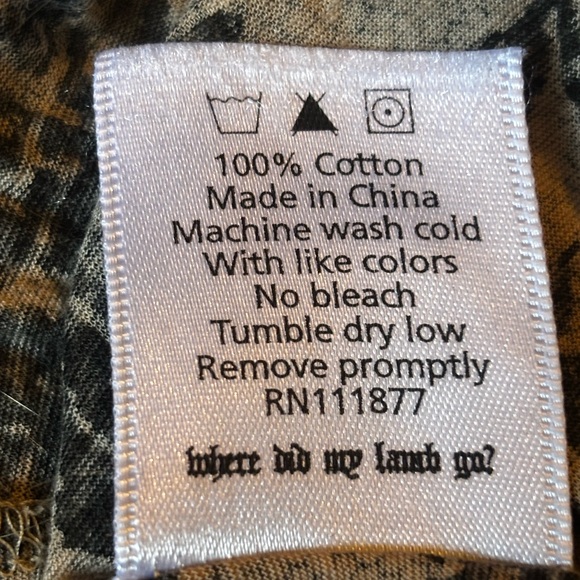 100% Cotton
Made in China
Machine wash cold
With like colors
No bleach
Tumble dry low
Remove promptly
RN111877
where did my lamb go?